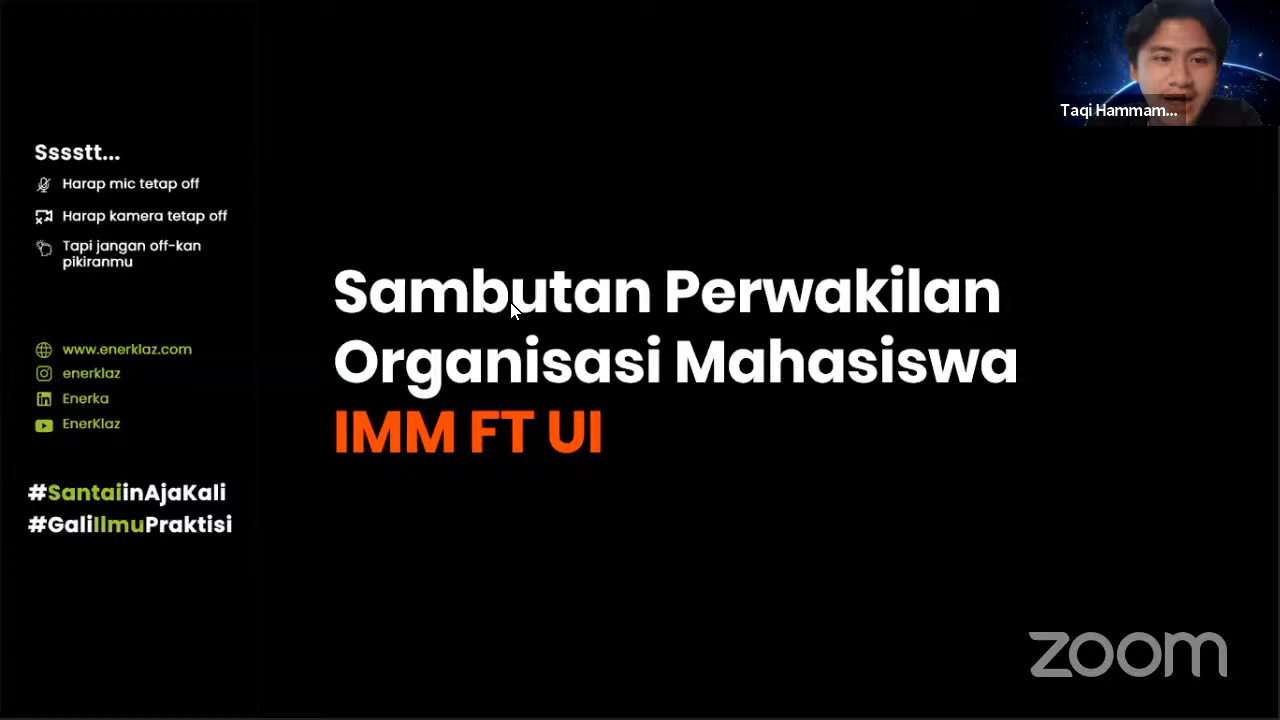 Taqi Hammam...
Sssstt...
Harap mic tetap off
Harap kamera tetap off
Tapi jangan off-kan
pikiranmu
Sambutan Perwakilan
Organisasi Mahasiswa
IMM FT UI
www.enerklaz.com
enerklaz
Enerka
EnerKlaz
#SantaiinAjaKali
#GaliIlmuPraktisi
zoom